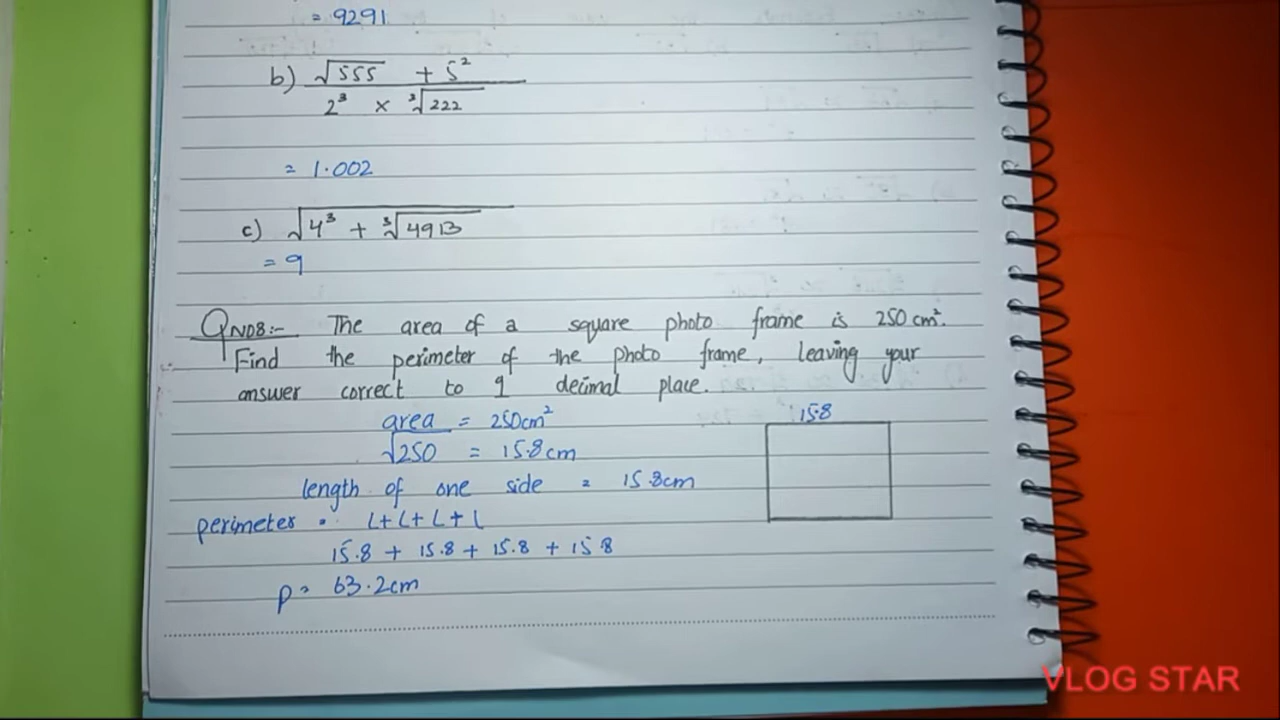 = 9291
b) √555 + 5²
2³ × ³√222
= 1.002
c) √4³ + ³√4913
= 9
QNO8:- The area of a square photo frame is 250 cm².
Find the perimeter of the photo frame, leaving your
answer correct to 1 decimal place.
area = 250cm²
15.8
√250 = 15.8cm
length of one side = 15.8cm
perimeter = L+L+L+L
15.8 + 15.8 + 15.8 + 15.8
P= 63.2cm
VLOG STAR